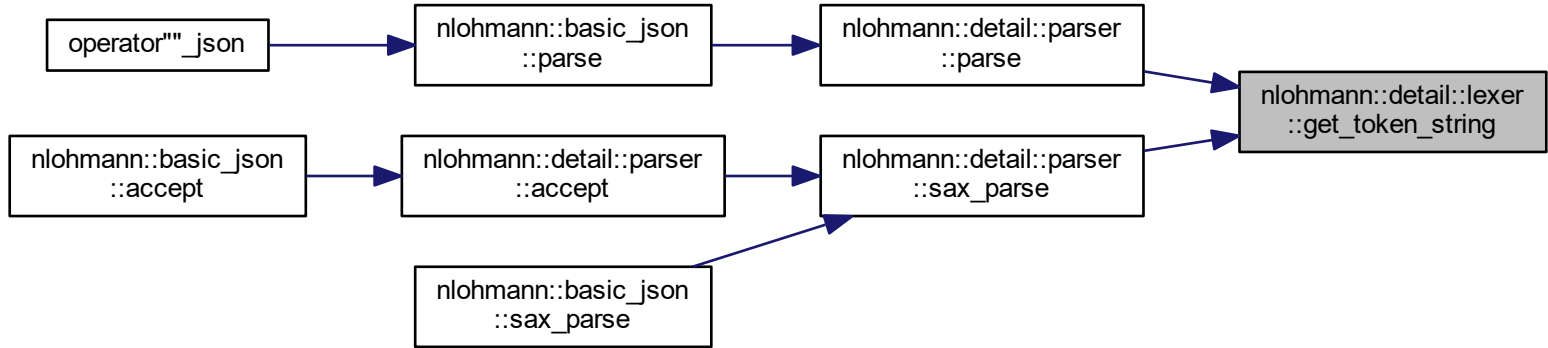 operator""_json
nlohmann::basic_json
::parse
nlohmann::detail::parser
::parse
nlohmann::detail::lexer
::get_token_string
nlohmann::basic_json
::accept
nlohmann::detail::parser
::accept
nlohmann::detail::parser
::sax_parse
nlohmann::basic_json
::sax_parse